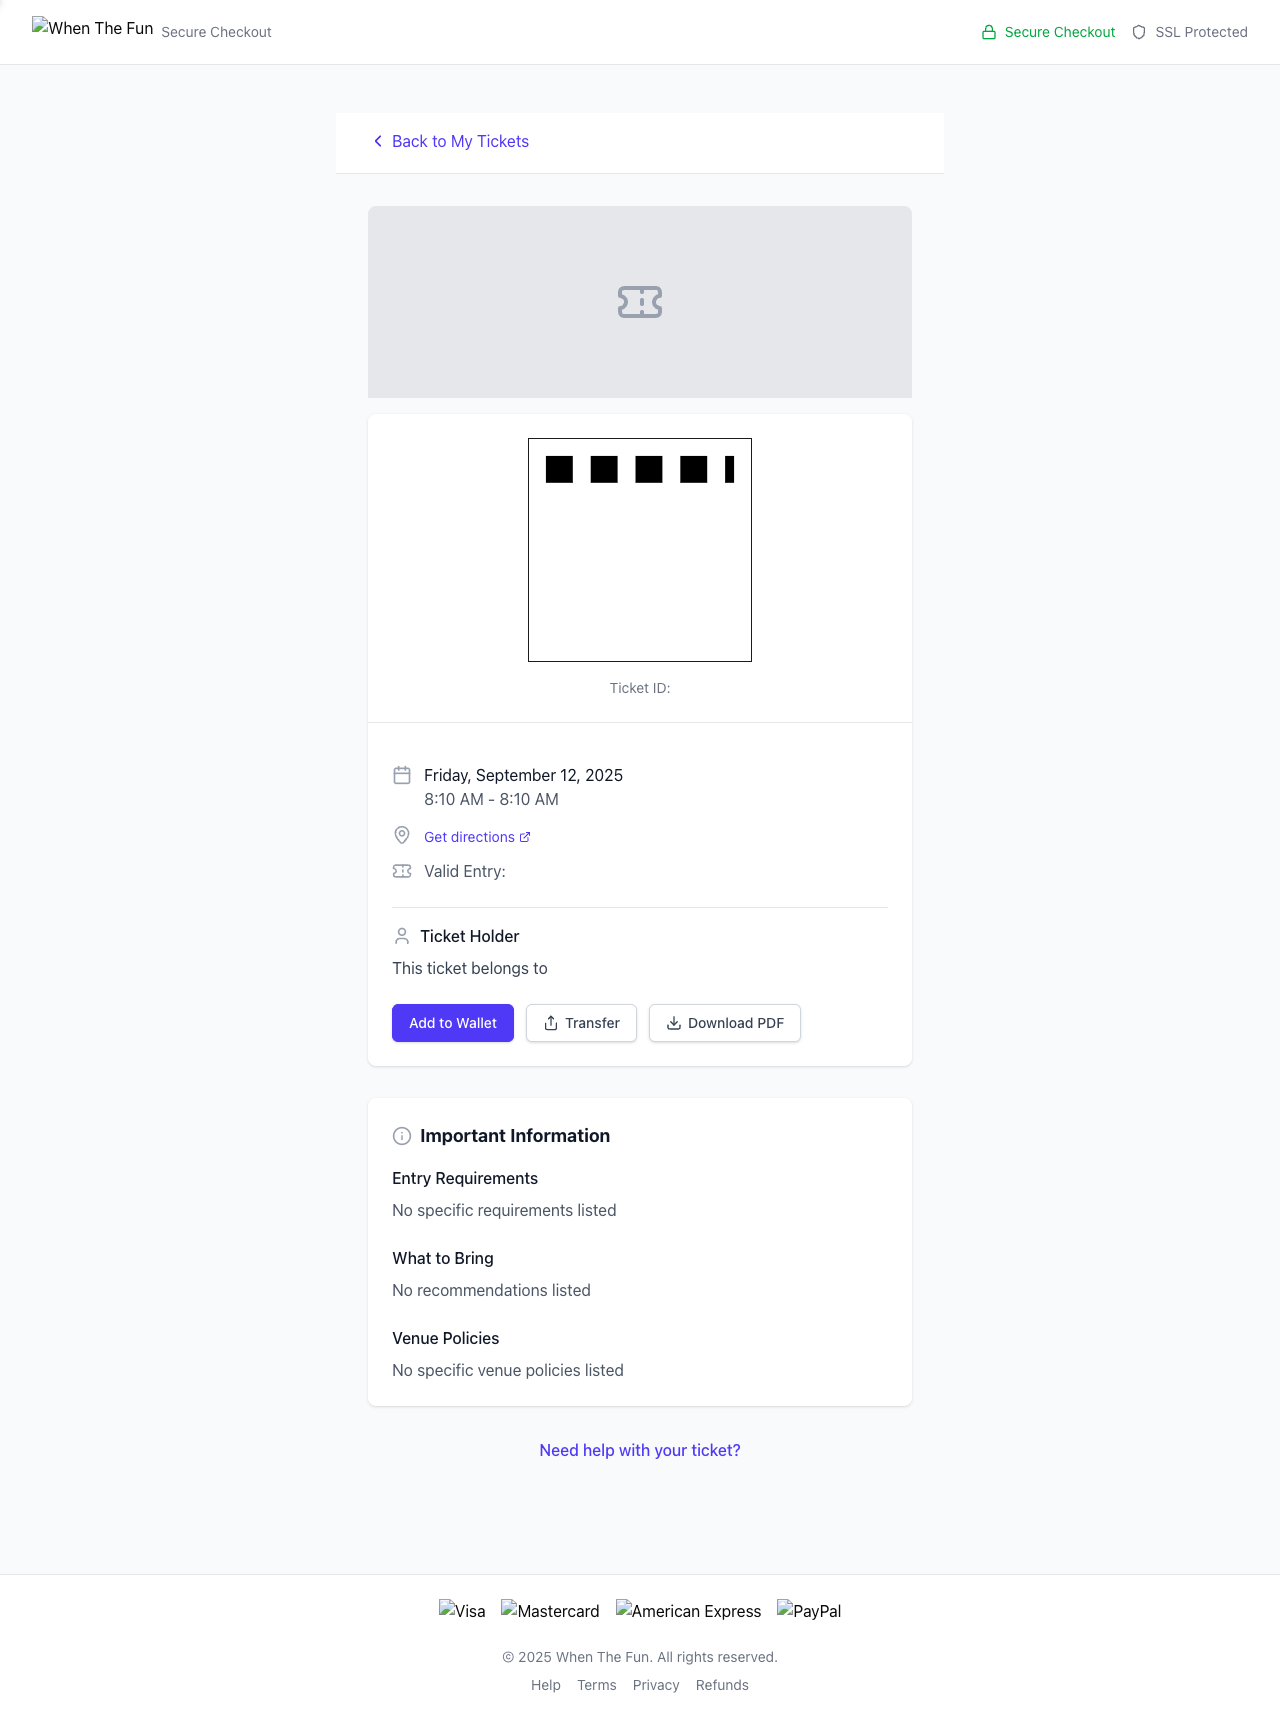 When The Fun Secure Checkout
Secure Checkout SSL Protected
Back to My Tickets
Ticket ID:
Friday, September 12, 2025
8:10 AM - 8:10 AM
Get directions
Valid Entry:
Ticket Holder
This ticket belongs to
Add to Wallet
Transfer
Download PDF
Important Information
Entry Requirements
No specific requirements listed
What to Bring
No recommendations listed
Venue Policies
No specific venue policies listed
Need help with your ticket?
Visa Mastercard American Express PayPal
© 2025 When The Fun. All rights reserved.
Help Terms Privacy Refunds